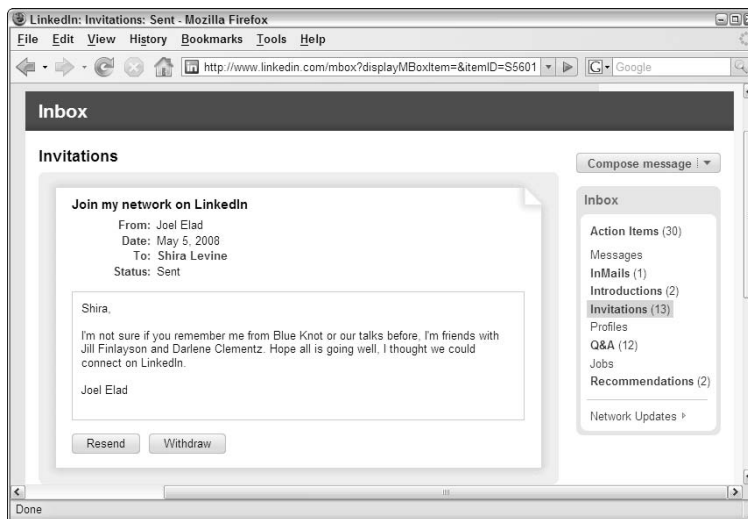 LinkedIn: Invitations: Sent - Mozilla Firefox
File Edit View History Bookmarks Tools Help
http://www.linkedin.com/mbox?displayMBoxItem=&itemID=S5601
G Google
Inbox
Invitations
Compose message
Join my network on LinkedIn
From: Joel Elad
Date: May 5, 2008
To: Shira Levine
Status: Sent
Shira,
I'm not sure if you remember me from Blue Knot or our talks before, I'm friends with
Jill Finlayson and Darlene Clementz. Hope all is going well, I thought we could
connect on LinkedIn.
Joel Elad
Resend Withdraw
Inbox
Action Items (30)
Messages
InMails (1)
Introductions (2)
Invitations (13)
Profiles
Q&A (12)
Jobs
Recommendations (2)
Network Updates
Done